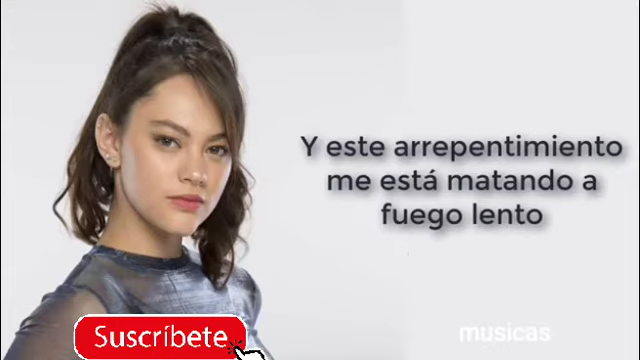 Y este arrepentimiento
me está matando a
fuego lento
Suscríbete
musicas